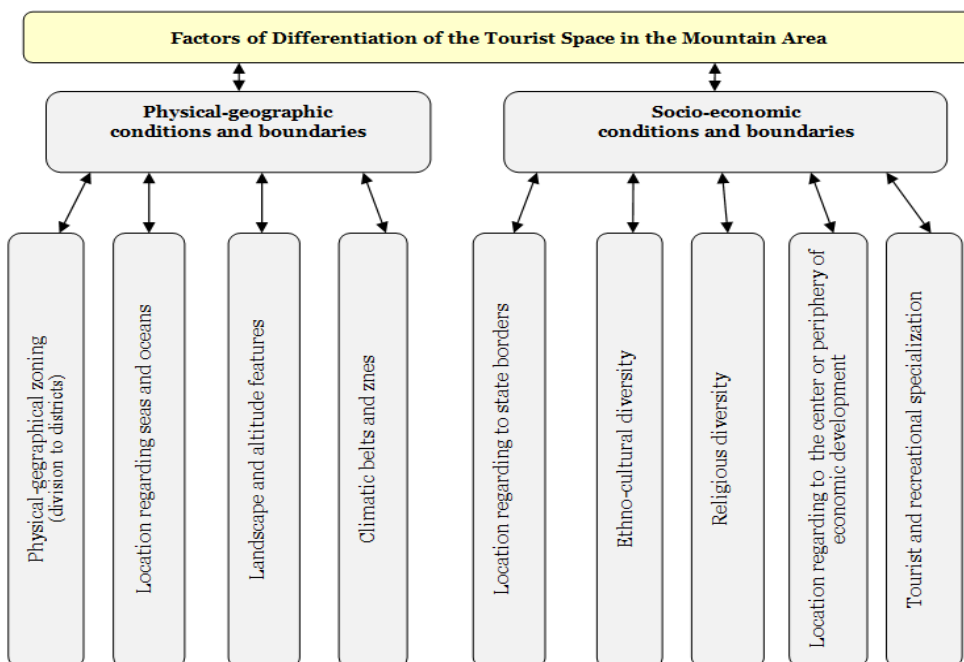 Factors of Differentiation of the Tourist Space in the Mountain Area
Physical-geographic
conditions and boundaries
Socio-economic
conditions and boundaries
Physical-gegraphical zoning
(division to districts)
Location regarding seas and oceans
Landscape and altitude features
Climatic belts and znes
Location regarding to state borders
Ethno-cultural diversity
Religious diversity
Location regarding to the center or periphery of
economic development
Tourist and recreational specialization